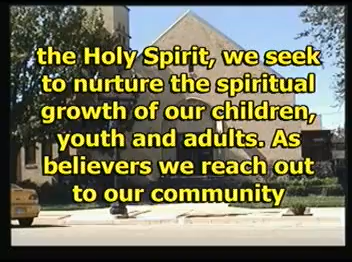 the Holy Spirit, we seek
to nurture the spiritual
growth of our children,
youth and adults. As
believers we reach out
to our community